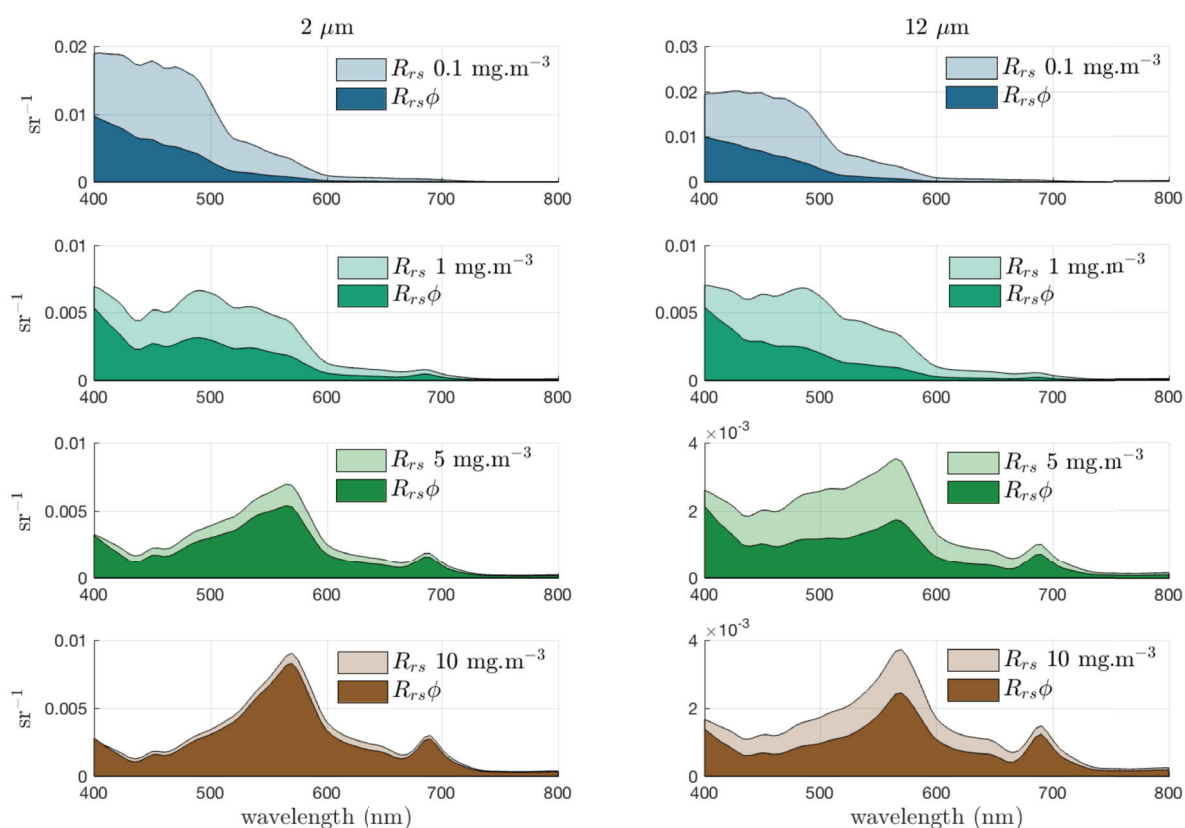 2 μm
12 μm
0.02
0.01
0
sr⁻¹
R_rs 0.1 mg.m⁻³
R_rsϕ
400 500 600 700 800
0.03
0.02
0.01
0
R_rs 0.1 mg.m⁻³
R_rsϕ
400 500 600 700 800
0.01
0.005
0
sr⁻¹
R_rs 1 mg.m⁻³
R_rsϕ
400 500 600 700 800
0.01
0.005
0
R_rs 1 mg.m⁻³
R_rsϕ
400 500 600 700 800
0.01
0.005
0
sr⁻¹
R_rs 5 mg.m⁻³
R_rsϕ
400 500 600 700 800
×10⁻³
4
2
0
R_rs 5 mg.m⁻³
R_rsϕ
400 500 600 700 800
0.01
0.005
0
sr⁻¹
R_rs 10 mg.m⁻³
R_rsϕ
400 500 600 700 800
wavelength (nm)
×10⁻³
4
2
0
R_rs 10 mg.m⁻³
R_rsϕ
400 500 600 700 800
wavelength (nm)